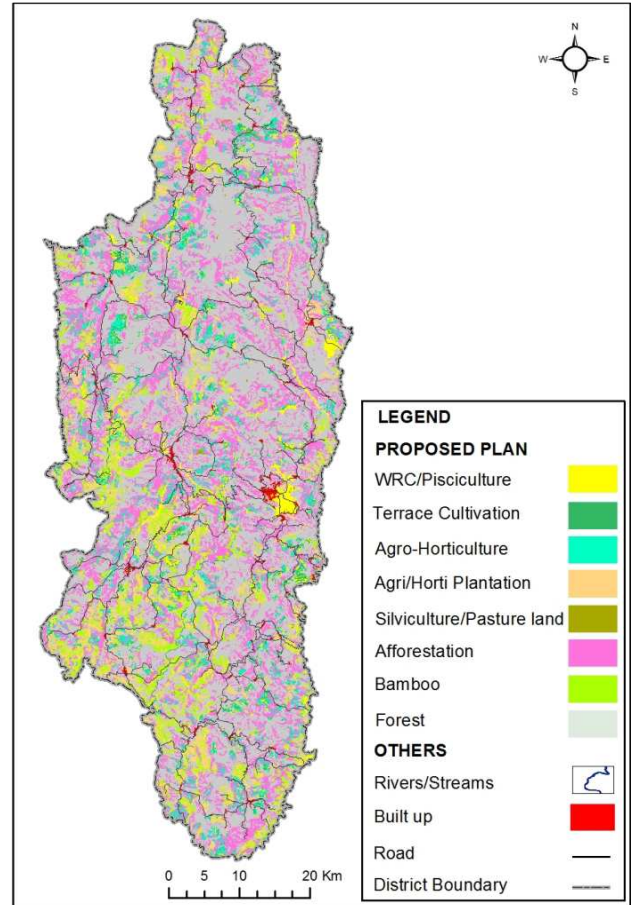 N
W E
S
LEGEND
PROPOSED PLAN
WRC/Pisciculture
Terrace Cultivation
Agro-Horticulture
Agri/Horti Plantation
Silviculture/Pasture land
Afforestation
Bamboo
Forest
OTHERS
Rivers/Streams
Built up
Road
District Boundary
0 5 10 20 Km